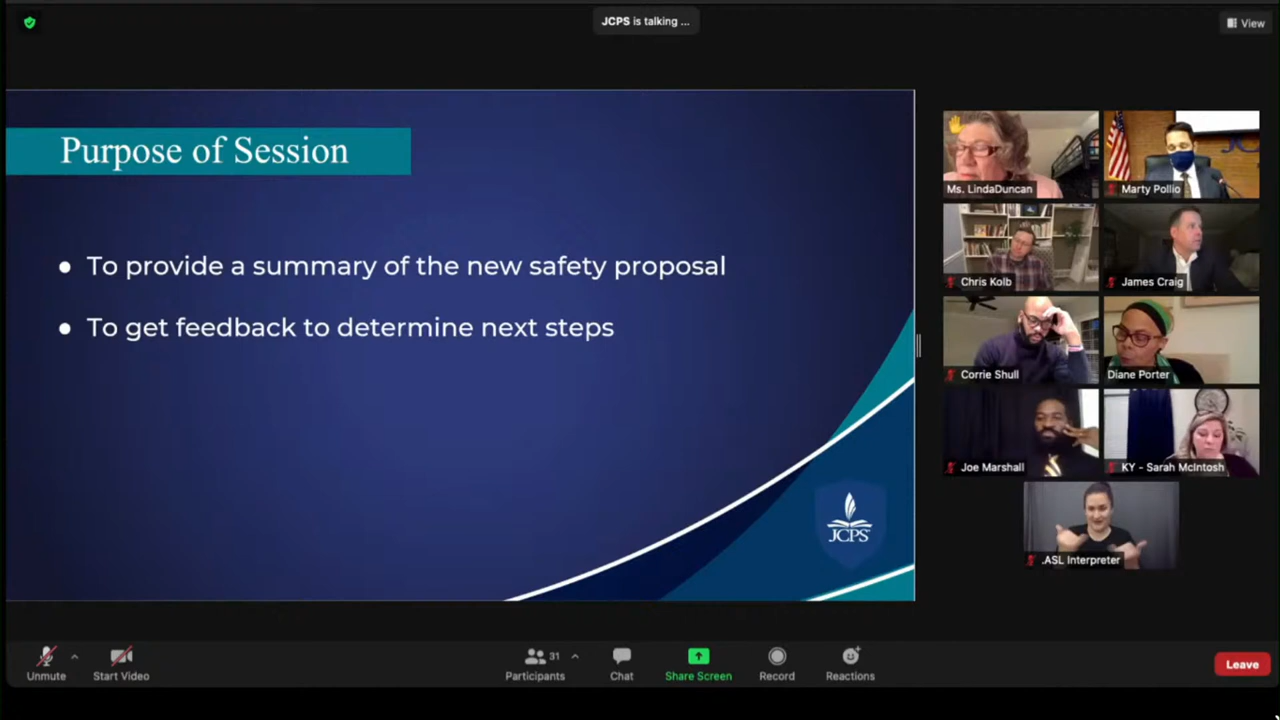 JCPS is talking ...
View
Purpose of Session
● To provide a summary of the new safety proposal
● To get feedback to determine next steps
JCPS
Ms. LindaDuncan
Marty Pollio
Chris Kolb
James Craig
Corrie Shull
Diane Porter
Joe Marshall
KY - Sarah McIntosh
.ASL Interpreter
Unmute
Start Video
31
Participants
Chat
Share Screen
Record
Reactions
Leave